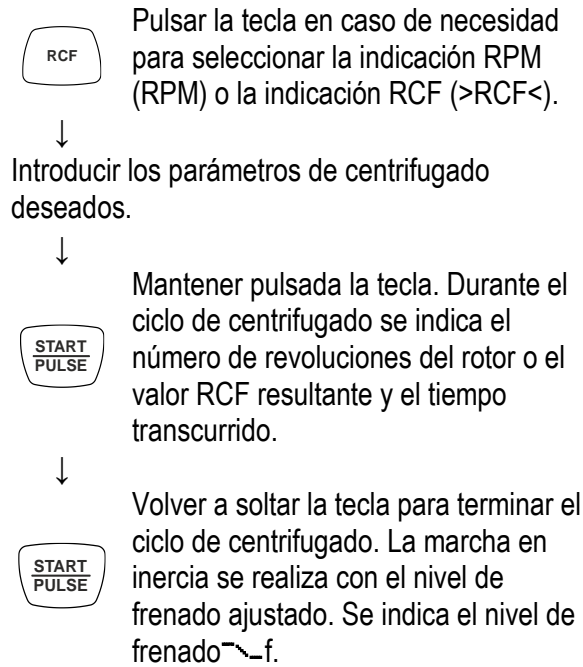 Pulsar la tecla en caso de necesidad
RCF
para seleccionar la indicación RPM
(RPM) o la indicación RCF (>RCF<).
↓
Introducir los parámetros de centrifugado
deseados.
↓
Mantener pulsada la tecla. Durante el
ciclo de centrifugado se indica el
START
PULSE
número de revoluciones del rotor o el
valor RCF resultante y el tiempo
transcurrido.
↓
Volver a soltar la tecla para terminar el
ciclo de centrifugado. La marcha en
START
PULSE
inercia se realiza con el nivel de
frenado ajustado. Se indica el nivel de
frenado f.